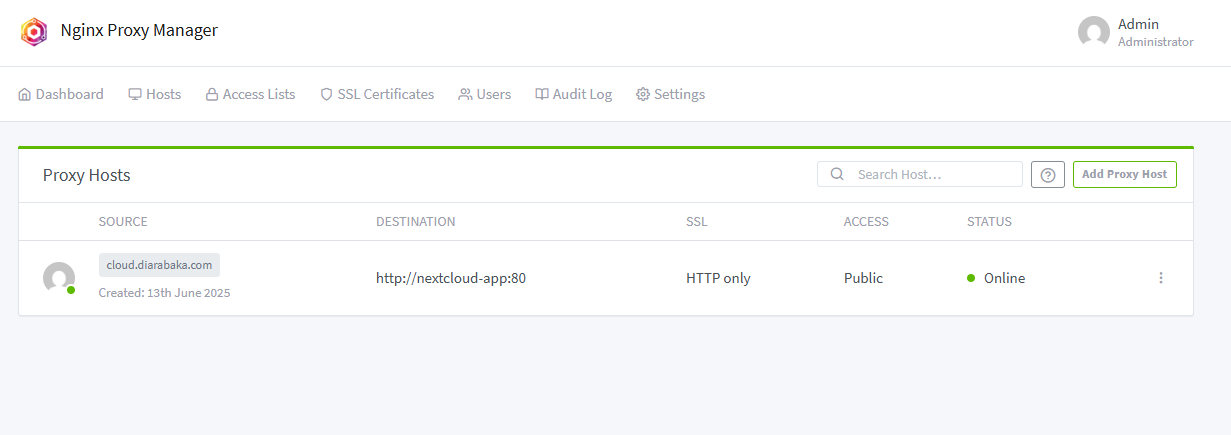 Nginx Proxy Manager
Admin
Administrator
Dashboard Hosts Access Lists SSL Certificates Users Audit Log Settings
Proxy Hosts
Search Host...
Add Proxy Host
SOURCE DESTINATION SSL ACCESS STATUS
cloud.diarabaka.com
Created: 13th June 2025
http://nextcloud-app:80 HTTP only Public Online